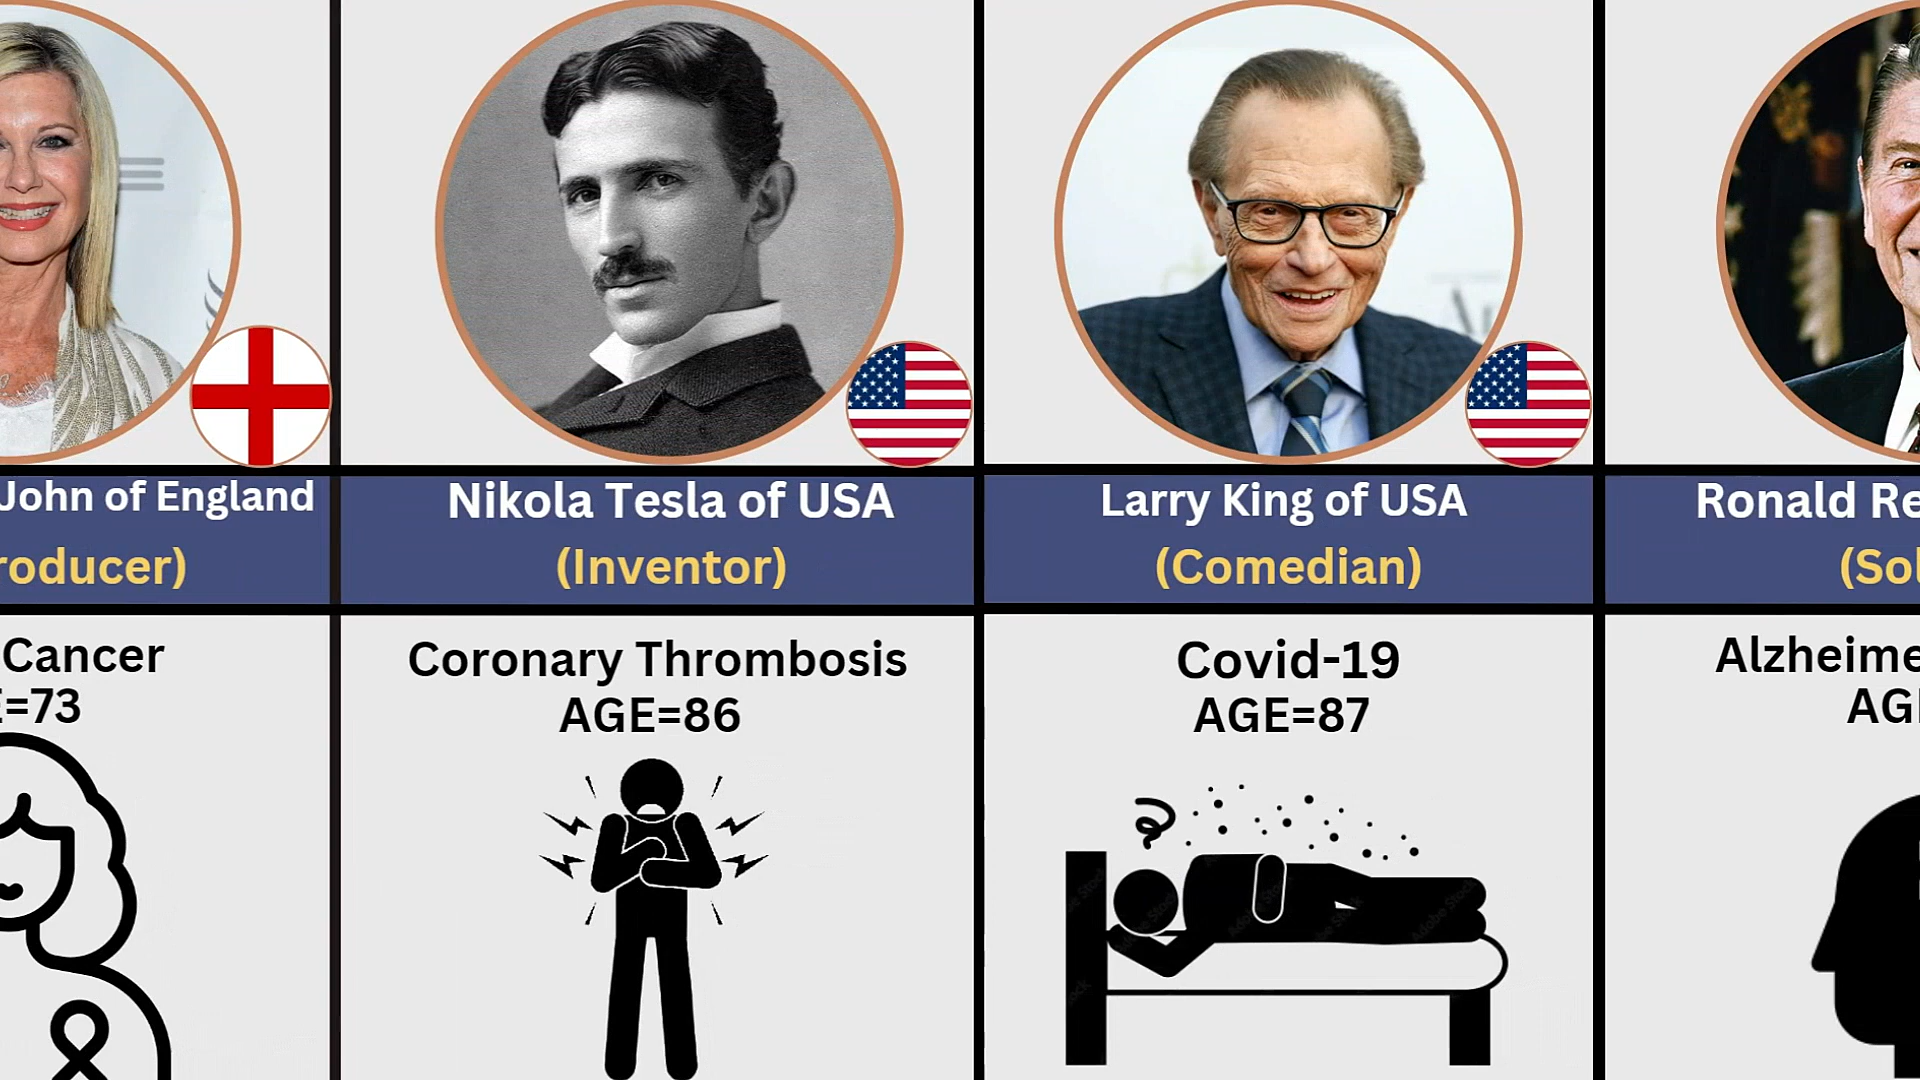 John of England
roducer)
Cancer
E=73
Nikola Tesla of USA
(Inventor)
Coronary Thrombosis
AGE=86
Larry King of USA
(Comedian)
Covid-19
AGE=87
Ronald Re
(Sol
Alzheime
AG